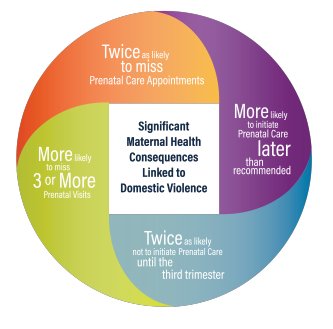 Twice as likely
to miss
Prenatal Care Appointments
More likely
to initiate
Prenatal Care
later
than
recommended
Significant
Maternal Health
Consequences
Linked to
Domestic Violence
More likely
to miss
3 or More
Prenatal Visits
Twice as likely
not to initiate Prenatal Care
until the
third trimester